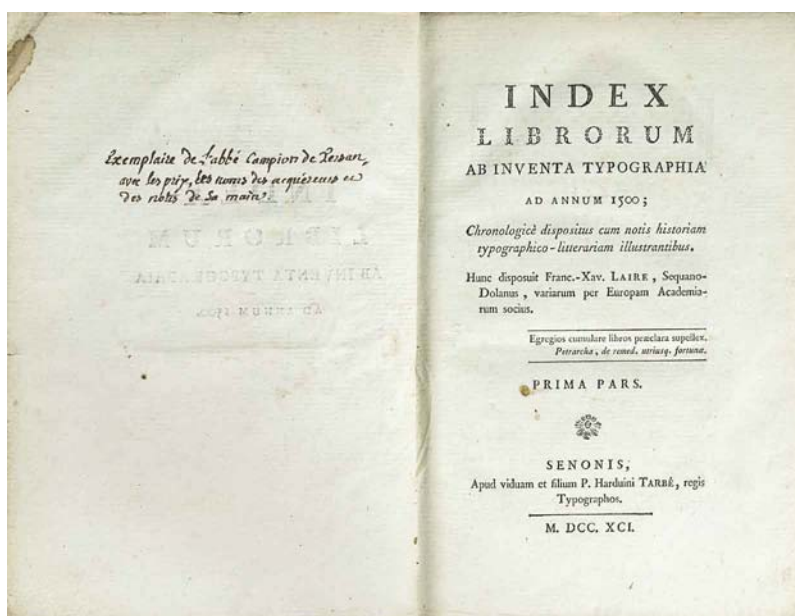 Exemplaire de l'abbé Campion de Tersan,
avec les prix, les noms des acquéreurs et
des notes de sa main.
INDEX
LIBRORUM
AB INVENTA TYPOGRAPHIA
AD ANNUM 1500;
Chronologicè dispositus cum notis historiam
typographico-litterariam illustrantibus.
Hunc disposuit Franc.-Xav. LAIRE, Sequano-
Dolanus, variarum per Europam Academia-
rum socius.
Egregios cumulare libros præclara supellex.
Petrarcha, de remed. utriusq. fortunæ.
PRIMA PARS.
SENONIS,
Apud viduam et filium P. Harduini TARBÉ, regis
Typographos.
M. DCC. XCI.